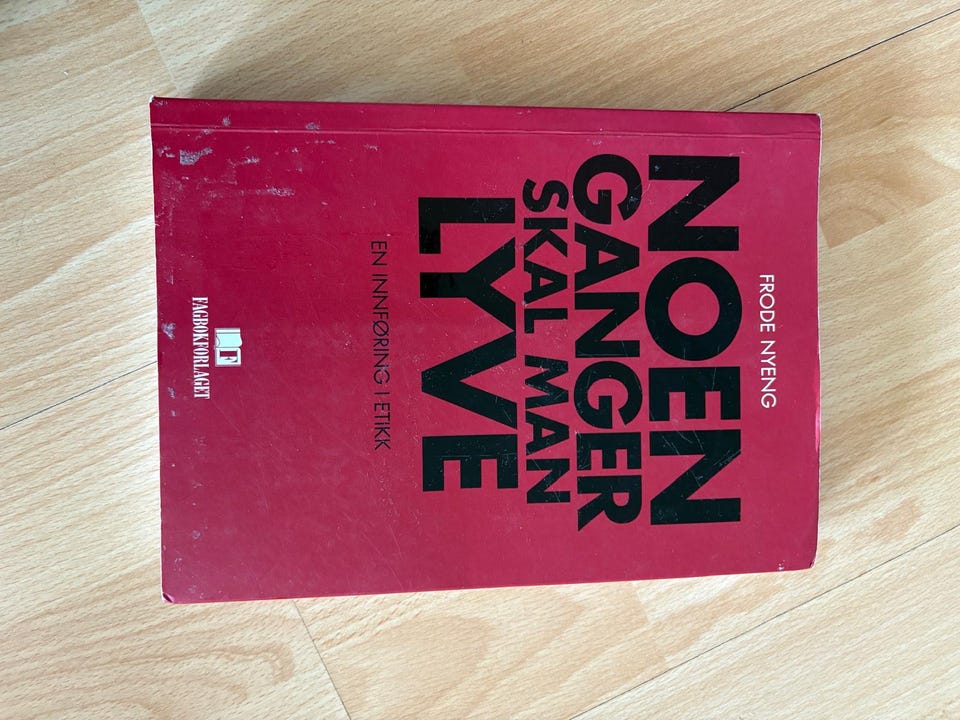 FRODE NYENG
NOEN
GANGER
SKAL MAN
LYVE
EN INNFØRING I ETIKK
F
FAGBOKFORLAGET